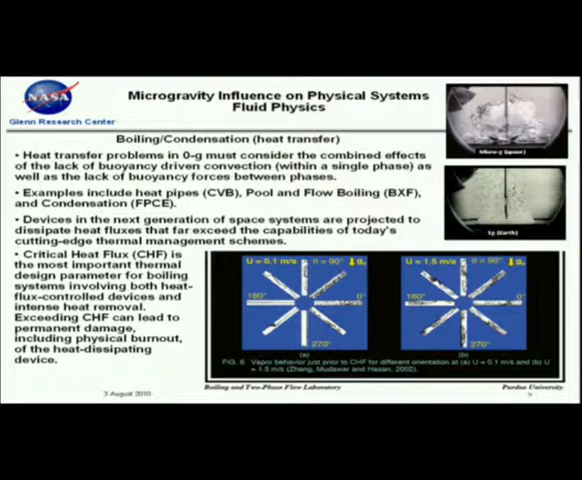 NASA
Glenn Research Center
Microgravity Influence on Physical Systems
Fluid Physics
Boiling/Condensation (heat transfer)
• Heat transfer problems in 0-g must consider the combined effects
of the lack of buoyancy driven convection (within a single phase) as
well as the lack of buoyancy forces between phases.
• Examples include heat pipes (CVB), Pool and Flow Boiling (BXF),
and Condensation (FPCE).
• Devices in the next generation of space systems are projected to
dissipate heat fluxes that far exceed the capabilities of today's
cutting-edge thermal management schemes.
• Critical Heat Flux (CHF) is
the most important thermal
design parameter for boiling
systems involving both heat-
flux-controlled devices and
intense heat removal.
Exceeding CHF can lead to
permanent damage,
including physical burnout,
of the heat-dissipating
device.
Micro-g (space)
1g (Earth)
U = 0.1 m/s θ = 90°
180° 0°
270°
(a)
U = 1.5 m/s θ = 90°
180° 0°
270°
(b)
FIG. 6 Vapor behavior just prior to CHF for different orientation at (a) U = 0.1 m/s and (b) U
= 1.5 m/s (Zhang, Mudawar and Hasan, 2002).
3 August 2010
Boiling and Two-Phase Flow Laboratory
Purdue University